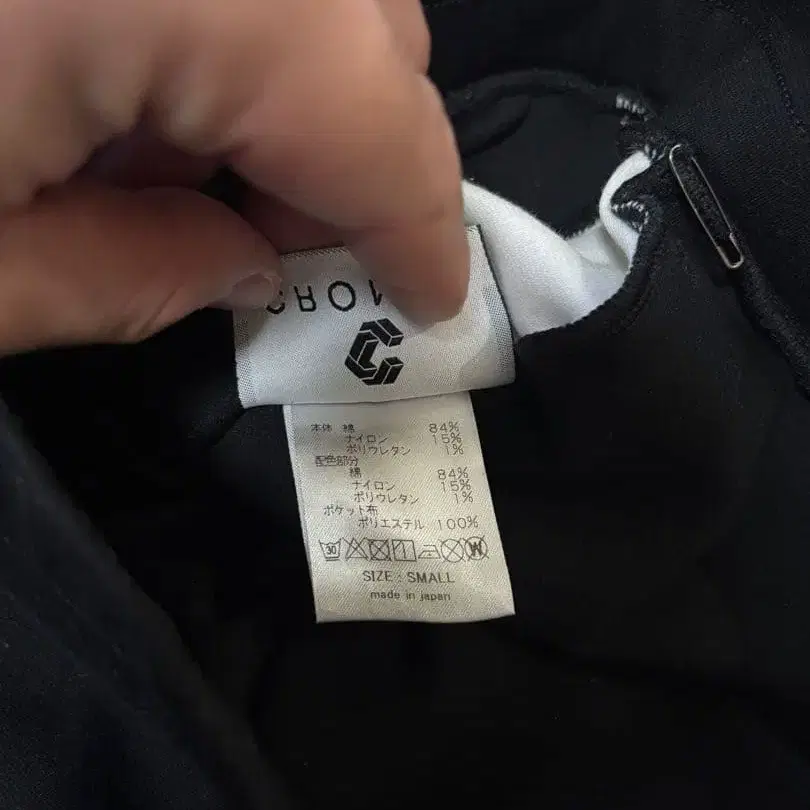 本体 綿 84%
ナイロン 15%
ポリウレタン 1%
配色部分
綿 84%
ナイロン 15%
ポリウレタン 1%
ポケット布
ポリエステル 100%
30 W
SIZE : SMALL
made in japan